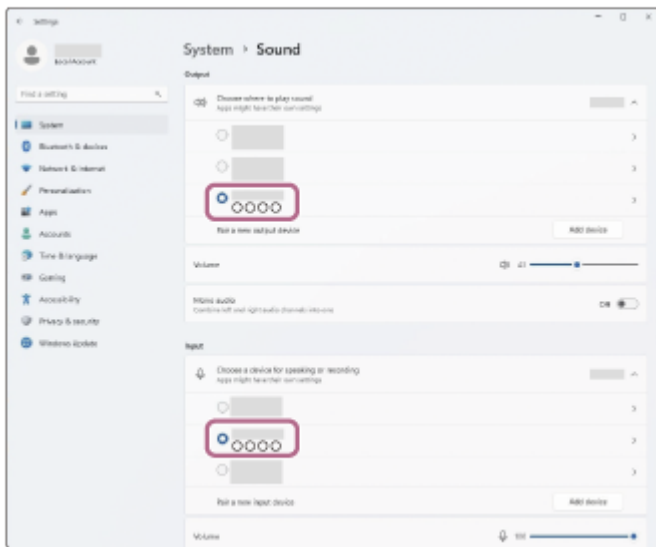 Settings
Local Account
System > Sound
Find a setting
System
Bluetooth & devices
Network & internet
Personalization
Apps
Accounts
Time & language
Gaming
Accessibility
Privacy & security
Windows Update
Output
Choose where to play sound
Apps might have their own settings
Pair a new output device
Add device
Volume
Mono audio
Combine left and right audio channels into one
Off
Input
Choose a device for speaking or recording
Apps might have their own settings
Pair a new input device
Add device
Volume
100